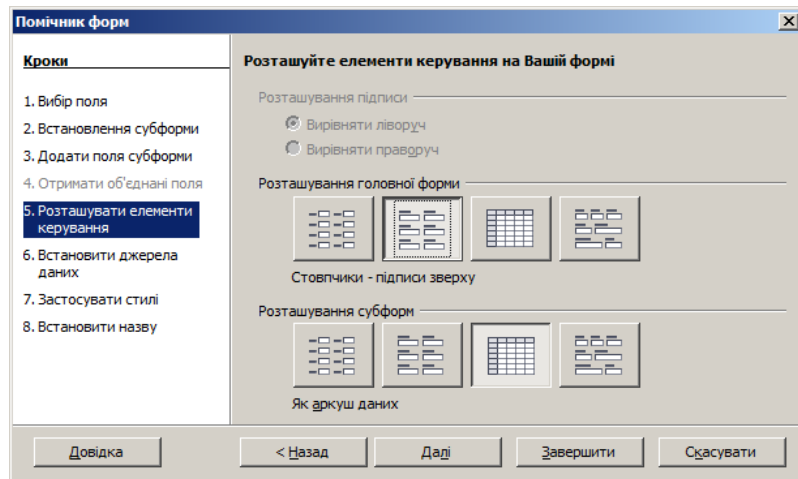 Помічник форм
Кроки
1. Вибір поля
2. Встановлення субформи
3. Додати поля субформи
4. Отримати об'єднані поля
5. Розташувати елементи
керування
6. Встановити джерела
даних
7. Застосувати стилі
8. Встановити назву
Розташуйте елементи керування на Вашій формі
Розташування підписи
Вирівняти ліворуч
Вирівняти праворуч
Розташування головної форми
Стовпчики - підписи зверху
Розташування субформ
Як аркуш даних
Довідка
< Назад
Далі
Завершити
Скасувати